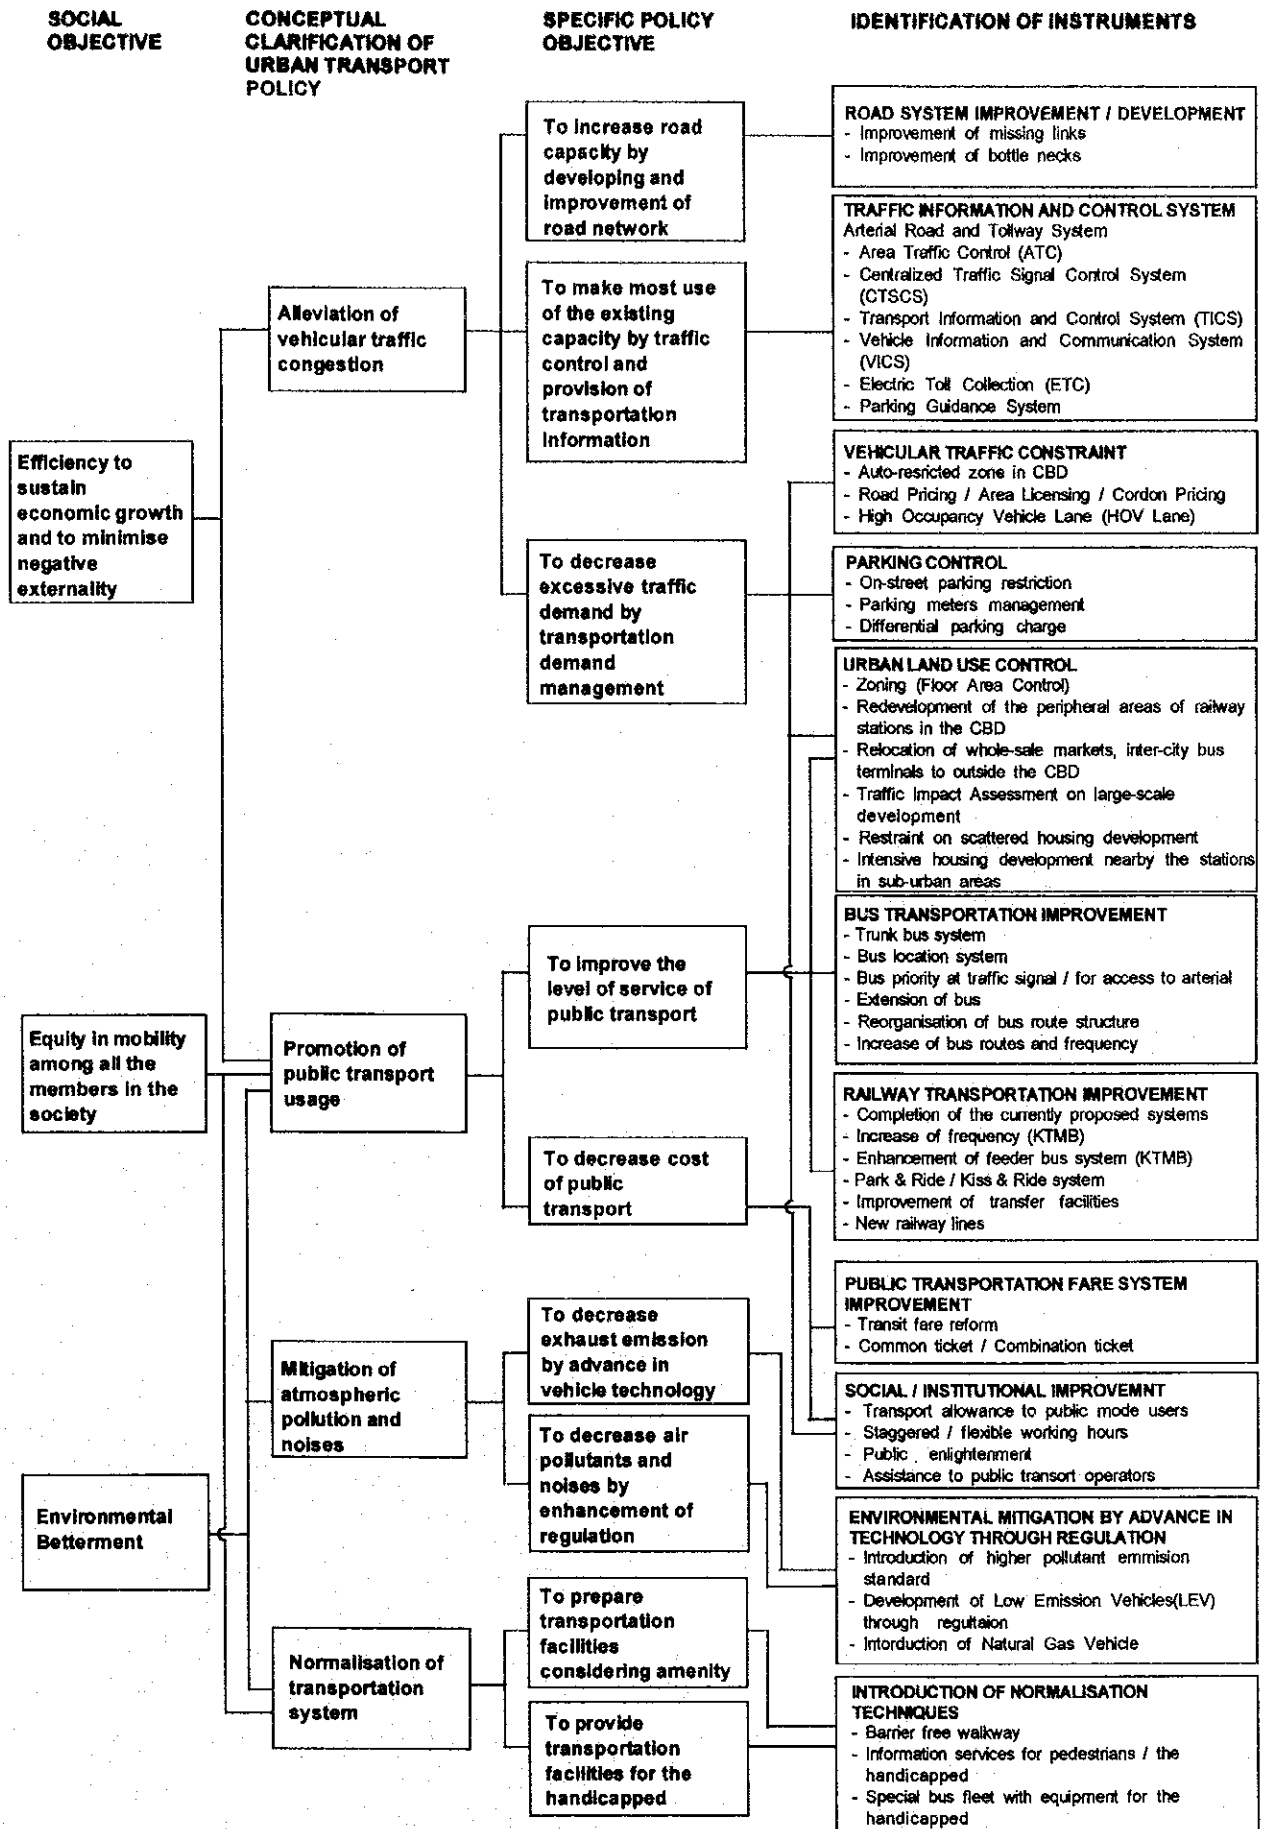 SOCIAL
OBJECTIVE
CONCEPTUAL
CLARIFICATION OF
URBAN TRANSPORT
POLICY
SPECIFIC POLICY
OBJECTIVE
IDENTIFICATION OF INSTRUMENTS
Efficiency to
sustain
economic growth
and to minimise
negative
externality
Equity in mobility
among all the
members in the
society
Environmental
Betterment
Alleviation of
vehicular traffic
congestion
Promotion of
public transport
usage
Mitigation of
atmospheric
pollution and
noises
Normalisation of
transportation
system
To increase road
capacity by
developing and
improvement of
road network
To make most use
of the existing
capacity by traffic
control and
provision of
transportation
Information
To decrease
excessive traffic
demand by
transportation
demand
management
To improve the
level of service of
public transport
To decrease cost
of public
transport
To decrease
exhaust emission
by advance in
vehicle technology
To decrease air
pollutants and
noises by
enhancement of
regulation
To prepare
transportation
facilities
considering amenity
To provide
transportation
facilities for the
handicapped
ROAD SYSTEM IMPROVEMENT / DEVELOPMENT
- Improvement of missing links
- Improvement of bottle necks
TRAFFIC INFORMATION AND CONTROL SYSTEM
Arterial Road and Tollway System
- Area Traffic Control (ATC)
- Centralized Traffic Signal Control System
(CTSCS)
- Transport Information and Control System (TICS)
- Vehicle Information and Communication System
(VICS)
- Electric Toll Collection (ETC)
- Parking Guidance System
VEHICULAR TRAFFIC CONSTRAINT
- Auto-resricted zone in CBD
- Road Pricing / Area Licensing / Cordon Pricing
- High Occupancy Vehicle Lane (HOV Lane)
PARKING CONTROL
- On-street parking restriction
- Parking meters management
- Differential parking charge
URBAN LAND USE CONTROL
- Zoning (Floor Area Control)
- Redevelopment of the peripheral areas of railway
stations in the CBD
- Relocation of whole-sale markets, inter-city bus
terminals to outside the CBD
- Traffic Impact Assessment on large-scale
development
- Restraint on scattered housing development
- Intensive housing development nearby the stations
in sub-urban areas
BUS TRANSPORTATION IMPROVEMENT
- Trunk bus system
- Bus location system
- Bus priority at traffic signal / for access to arterial
- Extension of bus
- Reorganisation of bus route structure
- Increase of bus routes and frequency
RAILWAY TRANSPORTATION IMPROVEMENT
- Completion of the currently proposed systems
- Increase of frequency (KTMB)
- Enhancement of feeder bus system (KTMB)
- Park & Ride / Kiss & Ride system
- Improvement of transfer facilities
- New railway lines
PUBLIC TRANSPORTATION FARE SYSTEM
IMPROVEMENT
- Transit fare reform
- Common ticket / Combination ticket
SOCIAL / INSTITUTIONAL IMPROVEMNT
- Transport allowance to public mode users
- Staggered / flexible working hours
- Public enlightenment
- Assistance to public transort operators
ENVIRONMENTAL MITIGATION BY ADVANCE IN
TECHNOLOGY THROUGH REGULATION
- Introduction of higher pollutant emmision
standard
- Development of Low Emission Vehicles(LEV)
through regultaion
- Intorduction of Natural Gas Vehicle
INTRODUCTION OF NORMALISATION
TECHNIQUES
- Barrier free walkway
- Information services for pedestrians / the
handicapped
- Special bus fleet with equipment for the
handicapped